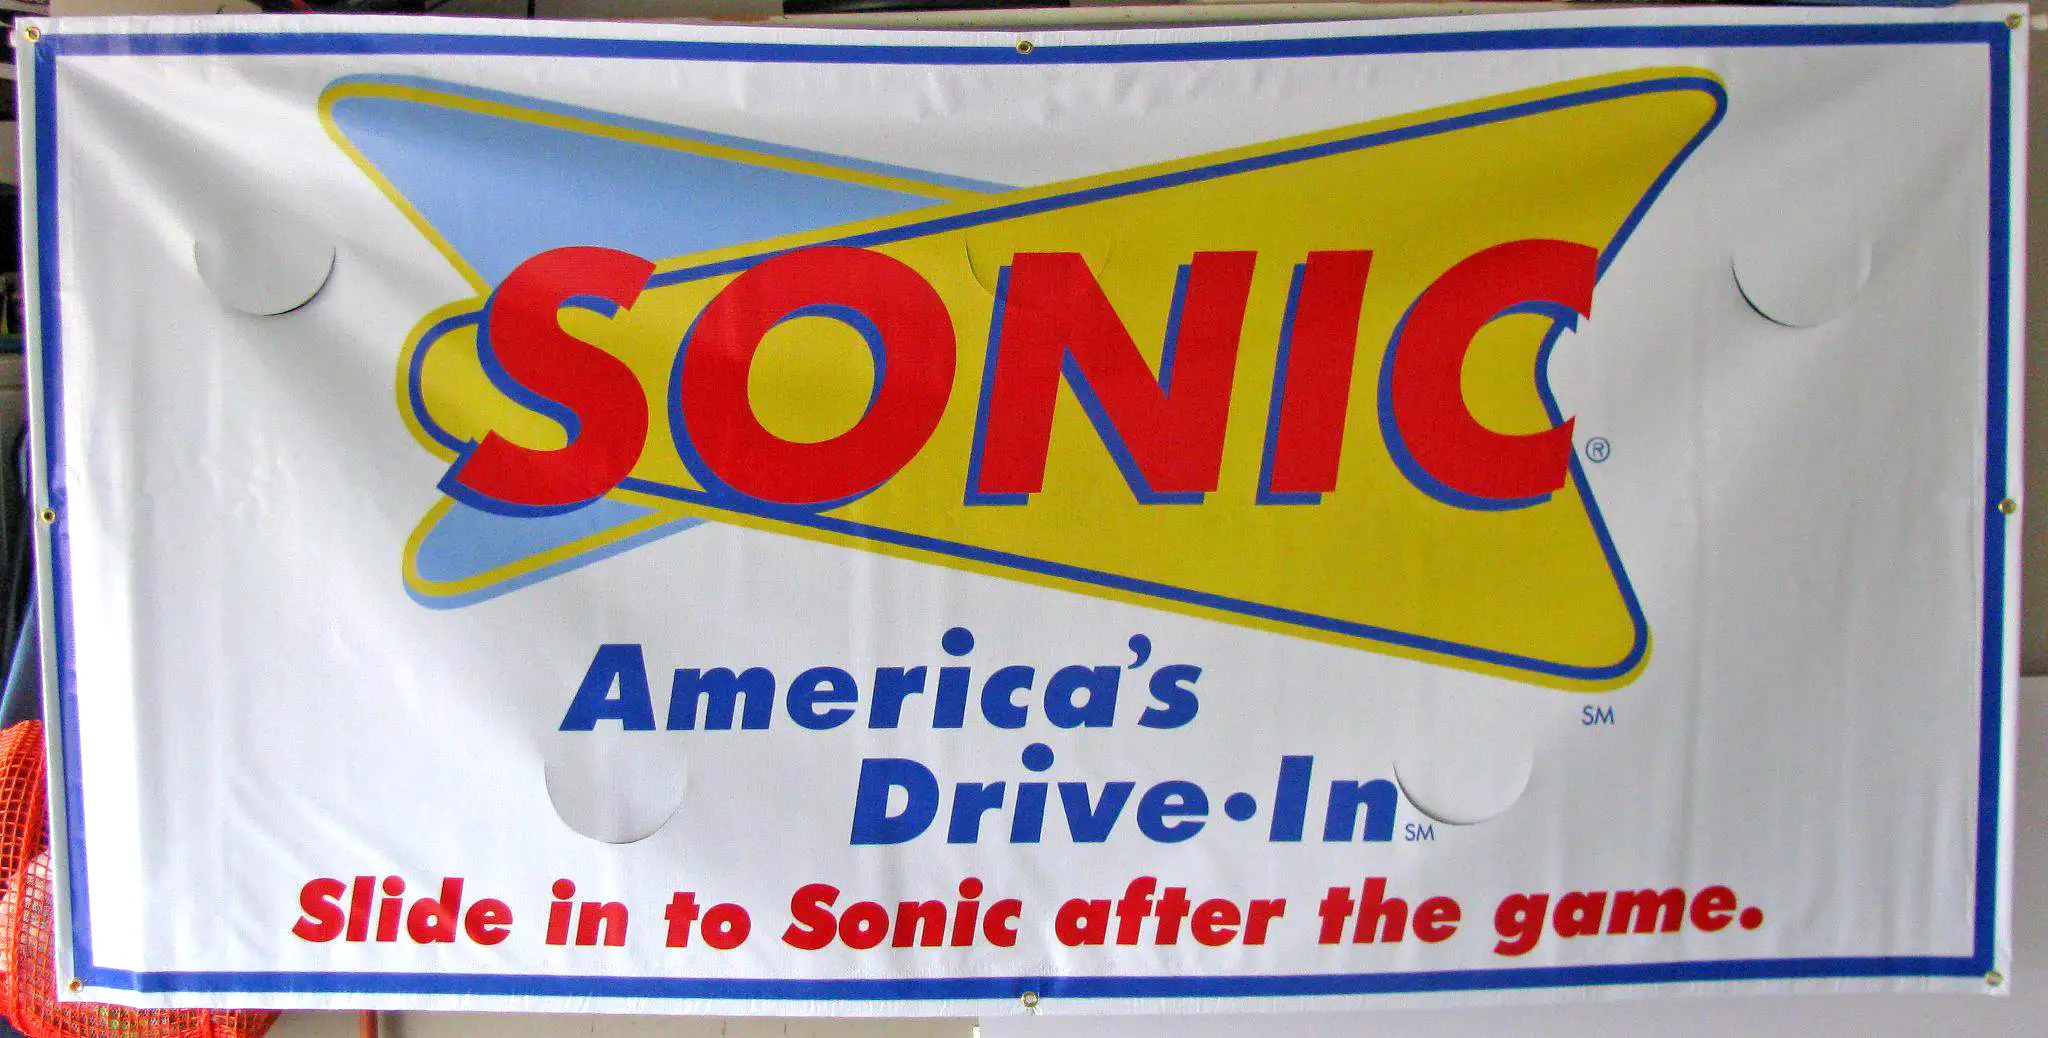 SONIC®
SM
America's
Drive•In SM
Slide in to Sonic after the game.